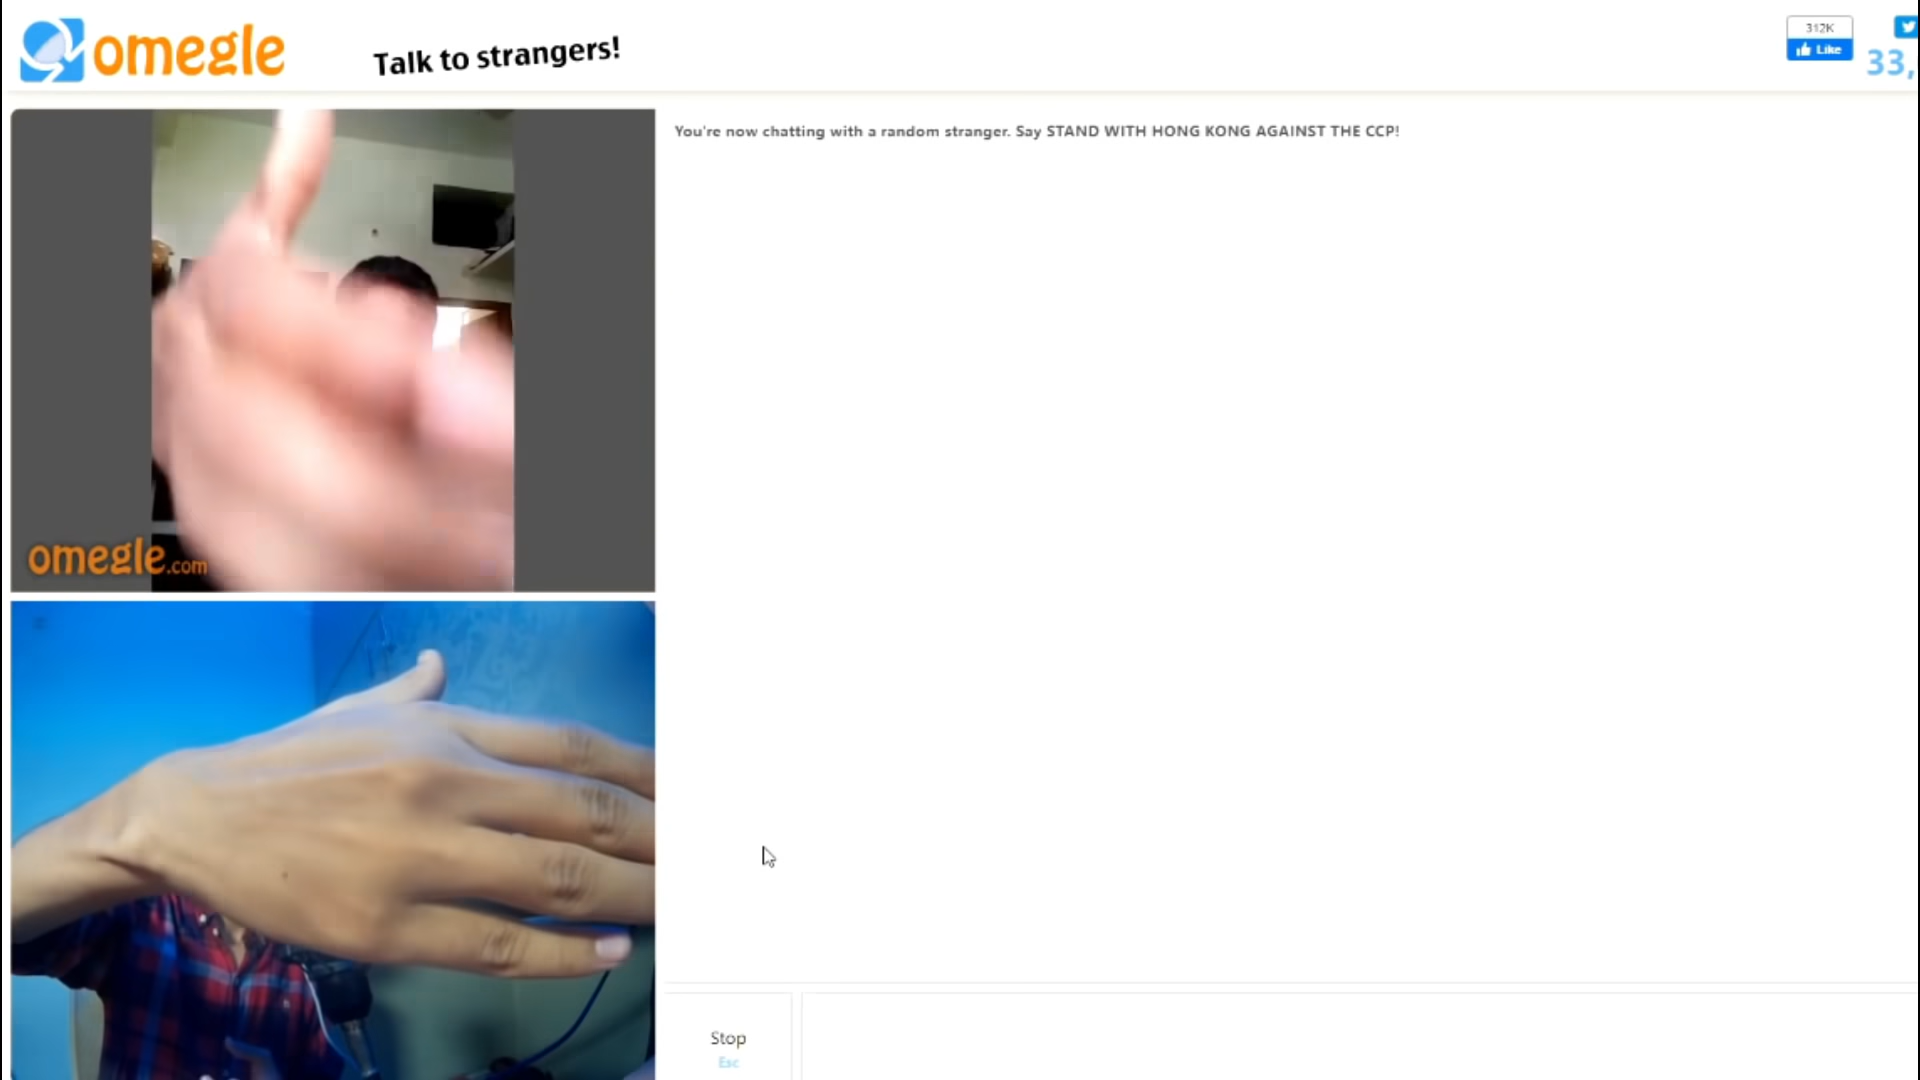 omegle
Talk to strangers!
312K
Like
33,
You're now chatting with a random stranger. Say STAND WITH HONG KONG AGAINST THE CCP!
omegle.com
Stop
Esc